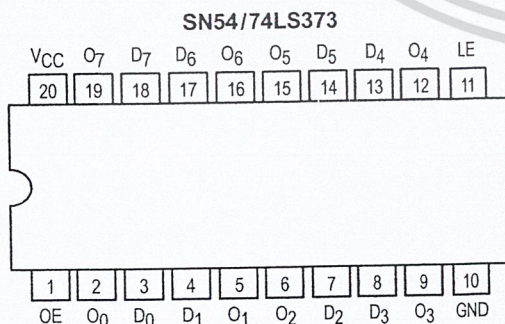 SN54/74LS373
VCC O7 D7 D6 O6 O5 D5 D4 O4 LE
20 19 18 17 16 15 14 13 12 11
1 2 3 4 5 6 7 8 9 10
OE O0 D0 D1 O1 O2 D2 D3 O3 GND